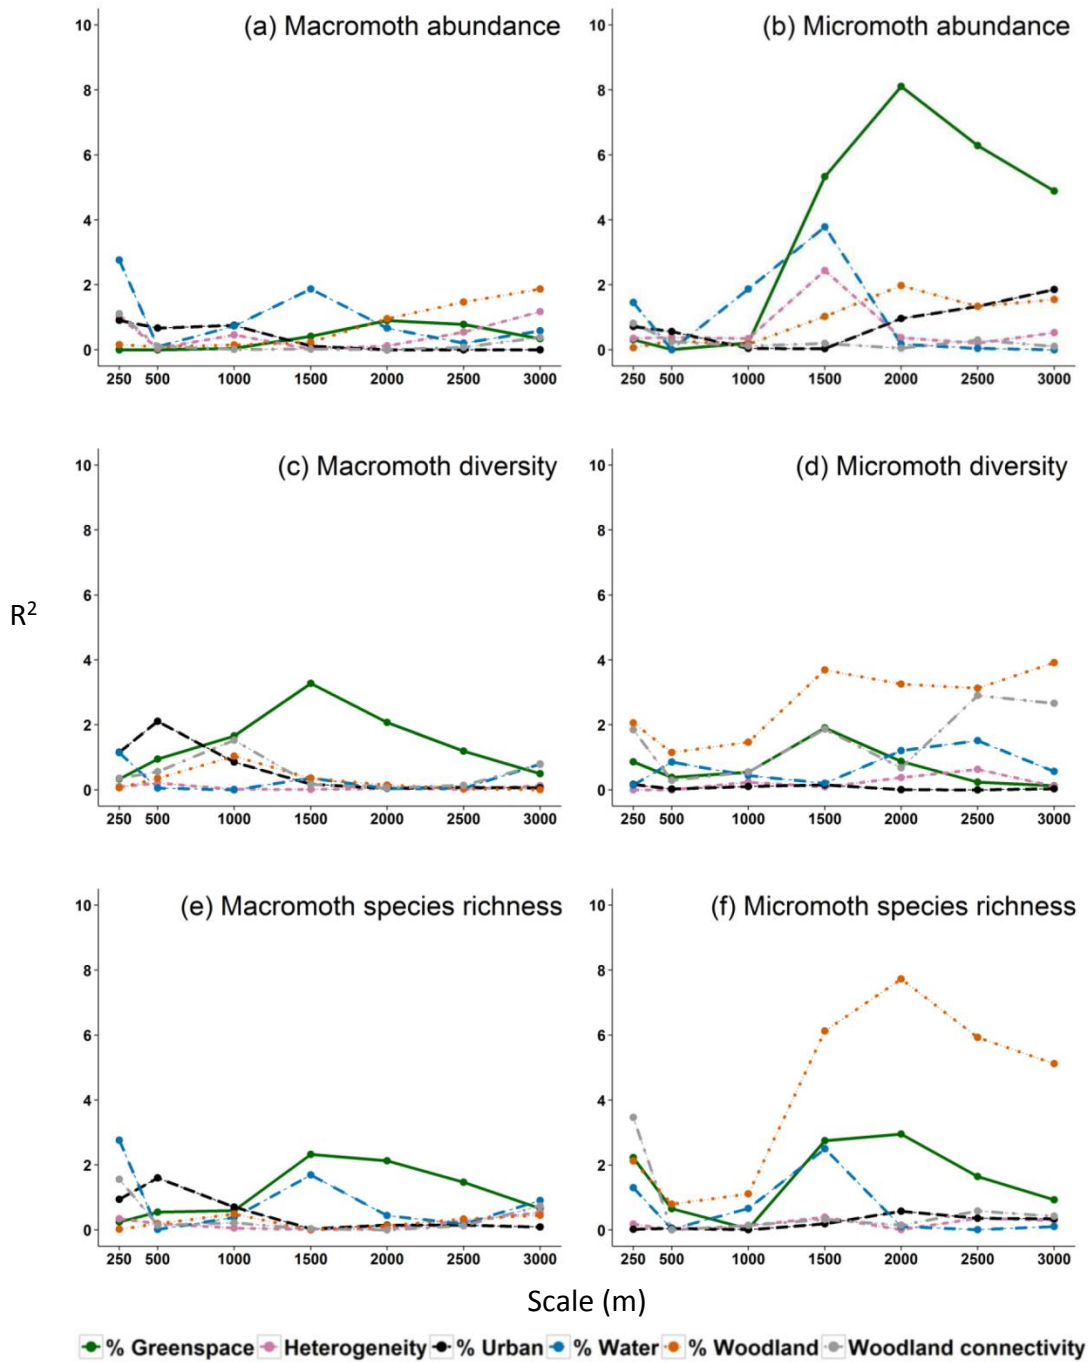 (a) Macromoth abundance
10
8
6
4
2
0
250 500 1000 1500 2000 2500 3000
(b) Micromoth abundance
10
8
6
4
2
0
250 500 1000 1500 2000 2500 3000
(c) Macromoth diversity
10
8
6
4
2
0
250 500 1000 1500 2000 2500 3000
(d) Micromoth diversity
10
8
6
4
2
0
250 500 1000 1500 2000 2500 3000
R²
(e) Macromoth species richness
10
8
6
4
2
0
250 500 1000 1500 2000 2500 3000
(f) Micromoth species richness
10
8
6
4
2
0
250 500 1000 1500 2000 2500 3000
Scale (m)
% Greenspace Heterogeneity % Urban % Water % Woodland Woodland connectivity